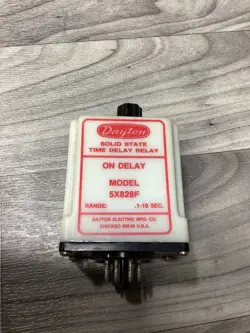 Dayton
SOLID STATE
TIME DELAY RELAY
ON DELAY
MODEL
5X828F
RANGE: .1-10 SEC.
DAYTON ELECTRIC MFG. CO.
CHICAGO 60648 U.S.A.